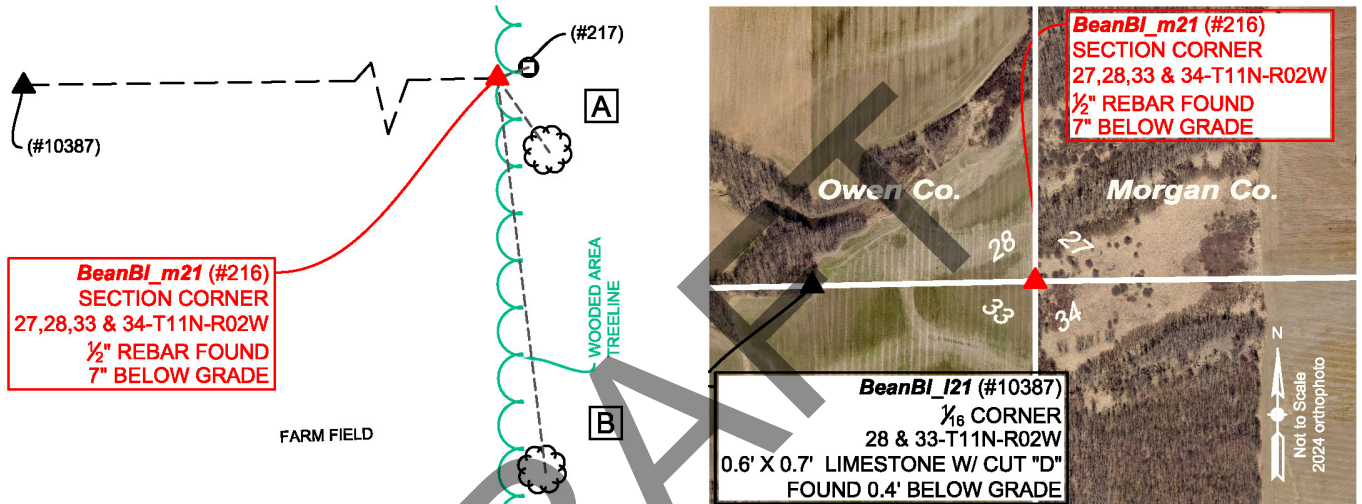 (#217)
A
(#10387)
BeanBl_m21 (#216)
SECTION CORNER
27,28,33 & 34-T11N-R02W
½" REBAR FOUND
7" BELOW GRADE
WOODED AREA
TREELINE
B
FARM FIELD
BeanBl_m21 (#216)
SECTION CORNER
27,28,33 & 34-T11N-R02W
½" REBAR FOUND
7" BELOW GRADE
Owen Co.
Morgan Co.
28
27
33
34
BeanBl_l21 (#10387)
1⁄16 CORNER
28 & 33-T11N-R02W
0.6' X 0.7' LIMESTONE W/ CUT "D"
FOUND 0.4' BELOW GRADE
N
Not to Scale
2024 orthophoto
DRAFT